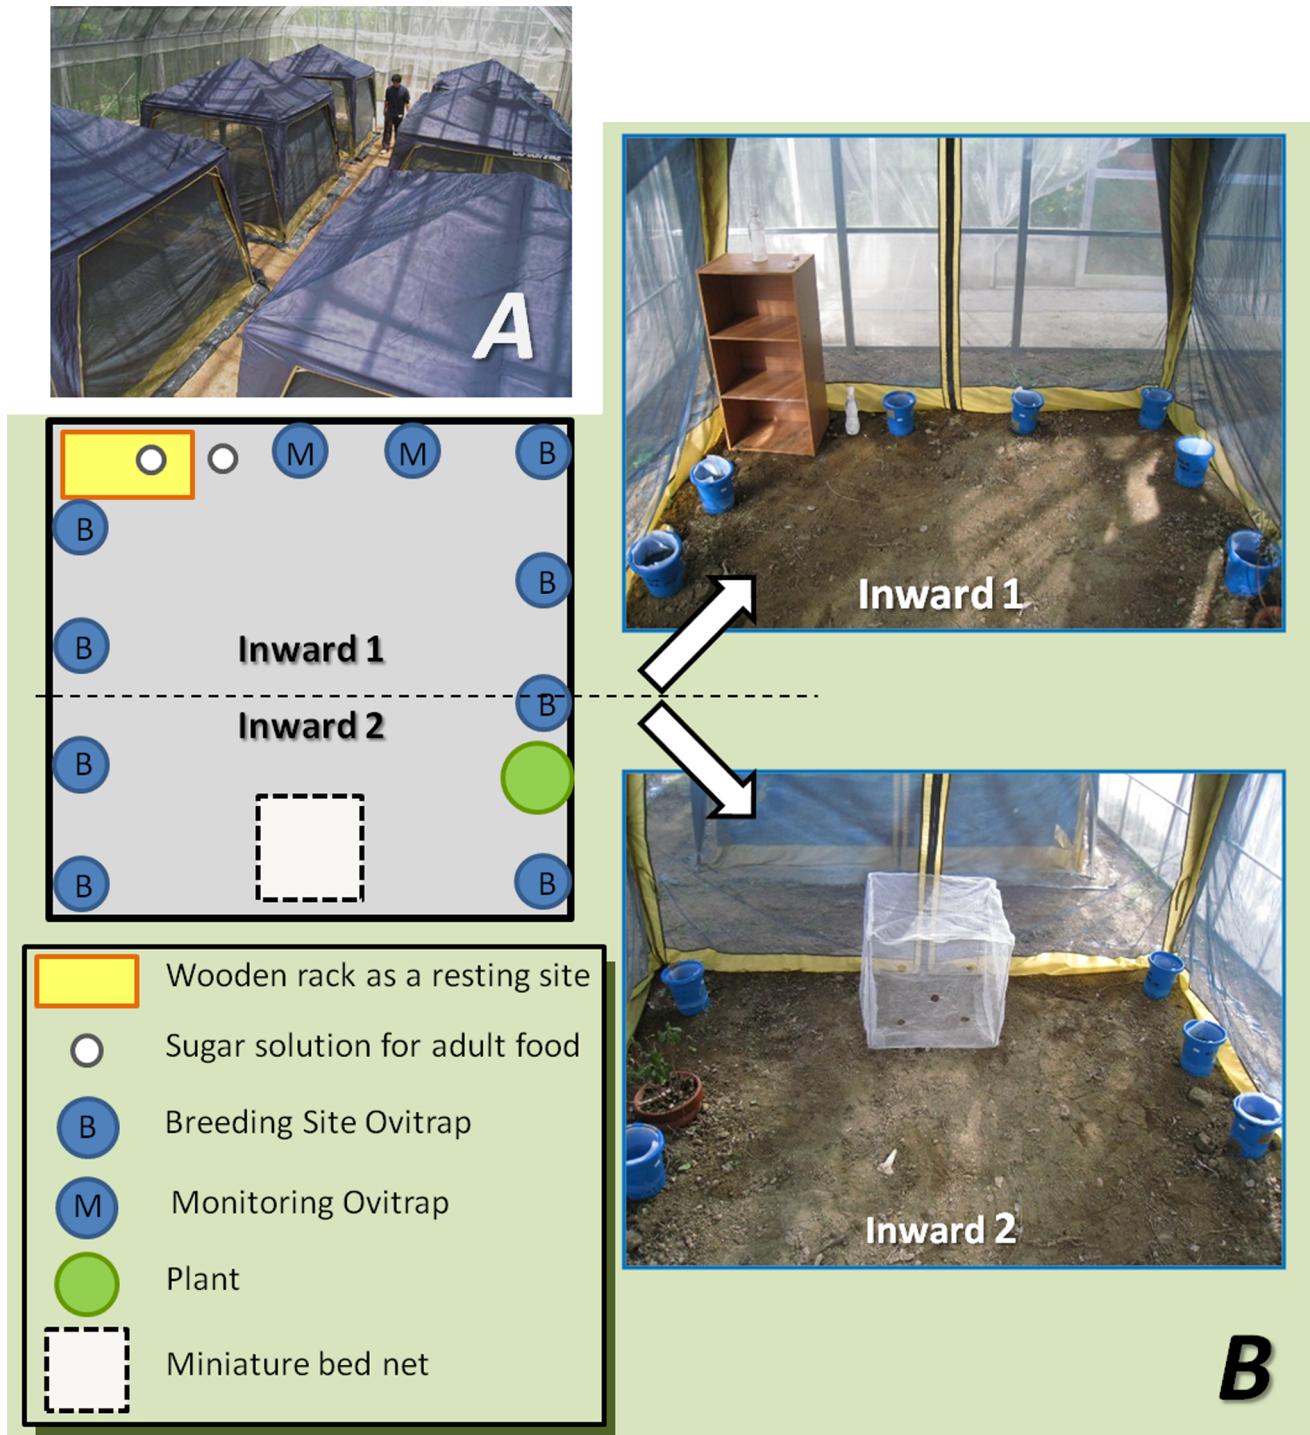 A
M M B
B
B
B
Inward 1
B
Inward 2
B
B B
Wooden rack as a resting site
Sugar solution for adult food
B Breeding Site Ovitrap
M Monitoring Ovitrap
Plant
Miniature bed net
Inward 1
Inward 2
B